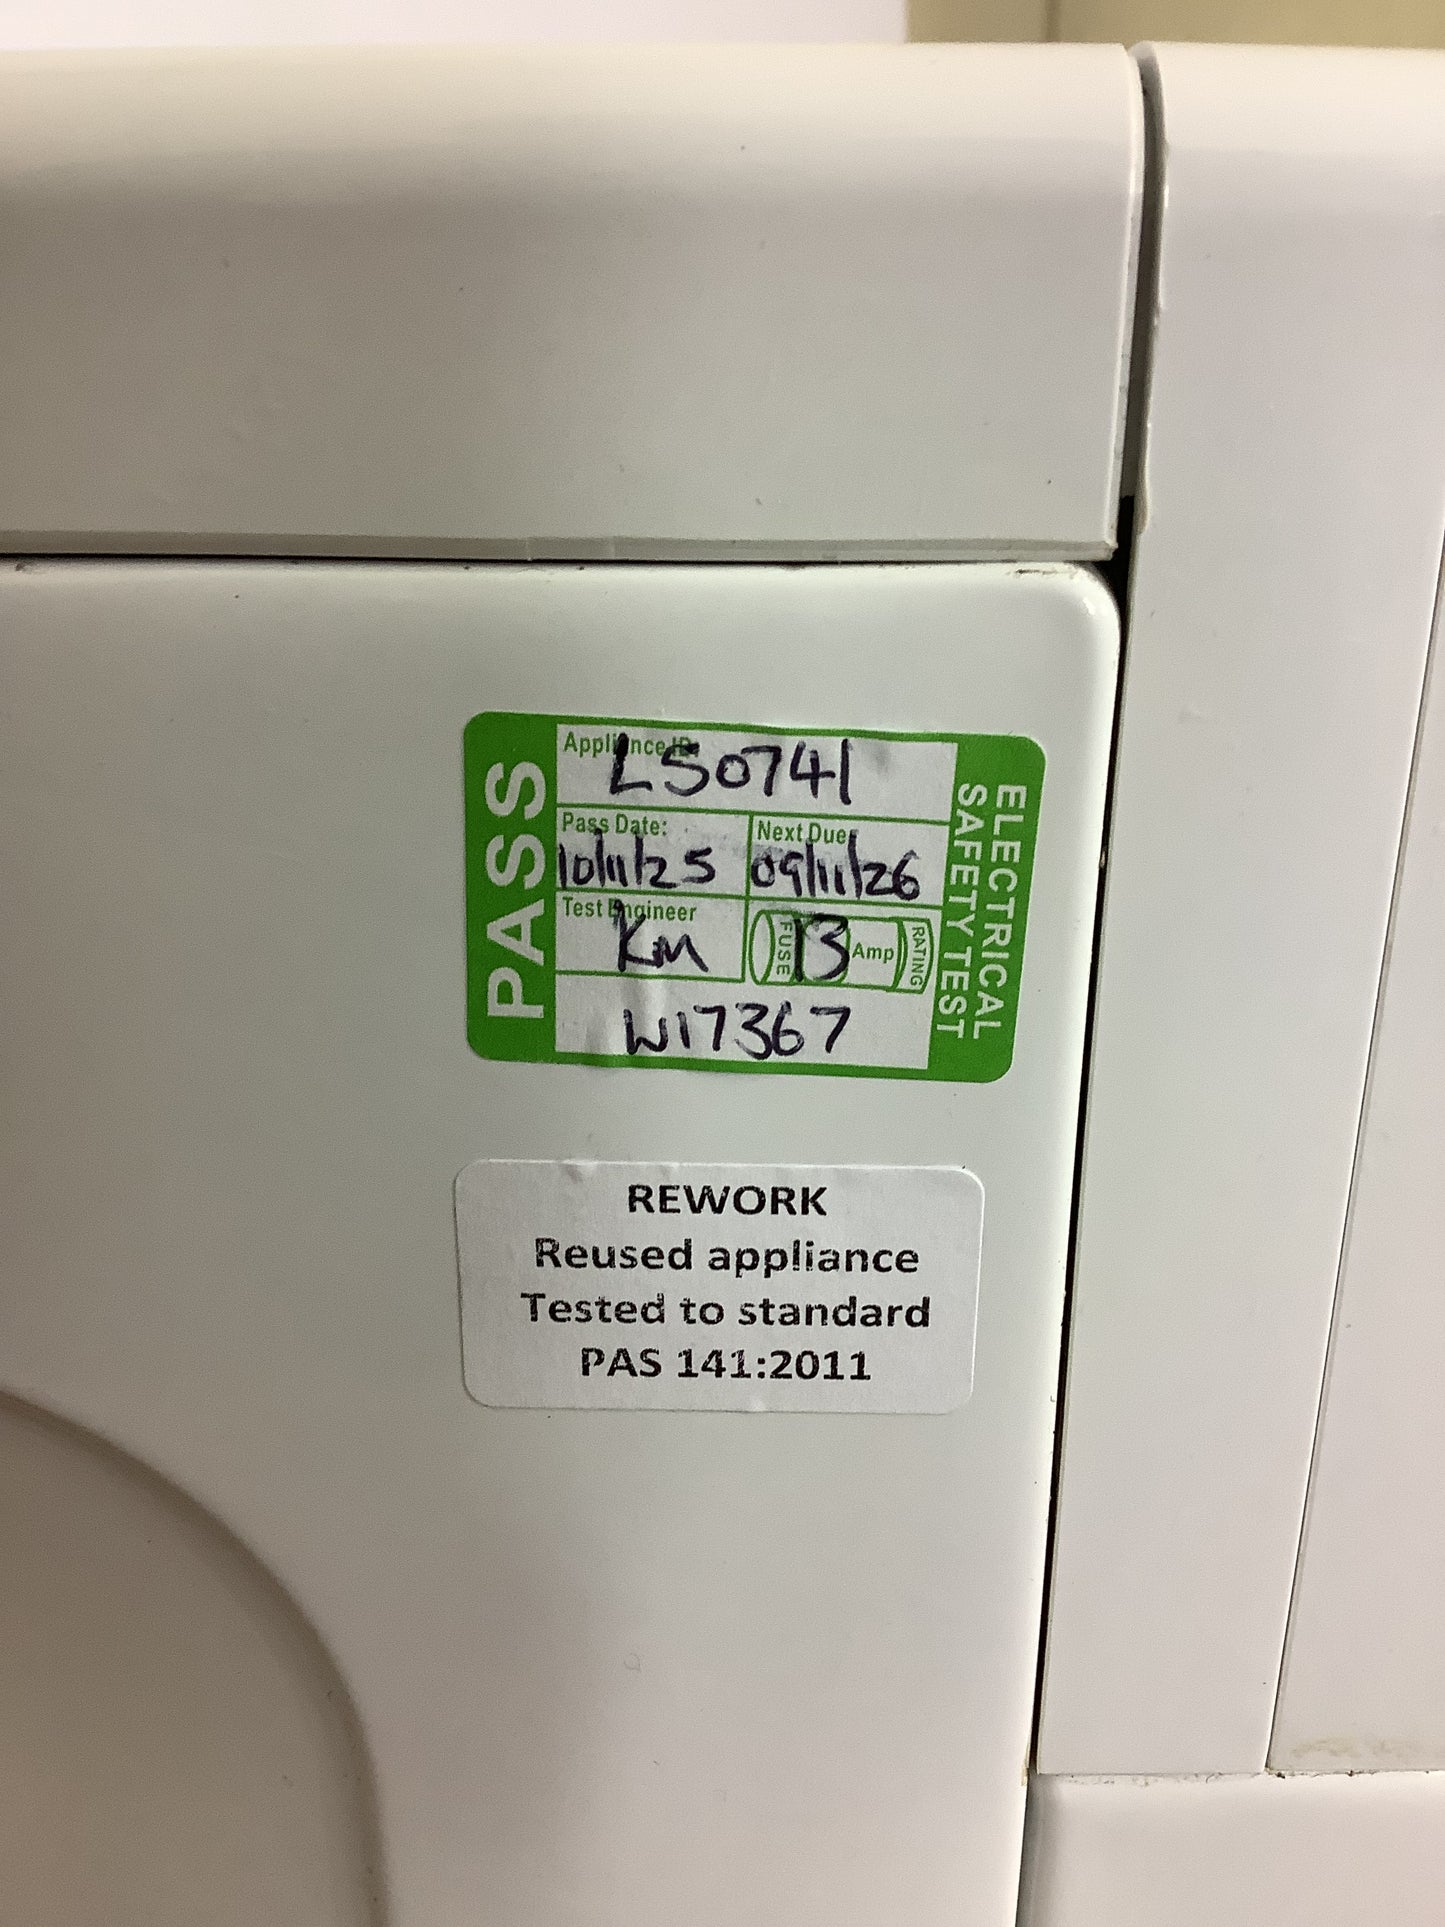 PASS
Appliance ID:
LS0741
Pass Date:
10/11/25
Next Due:
09/11/26
Test Engineer
KM
FUSE 13 Amp RATING
W17367
ELECTRICAL
SAFETY TEST
REWORK
Reused appliance
Tested to standard
PAS 141:2011